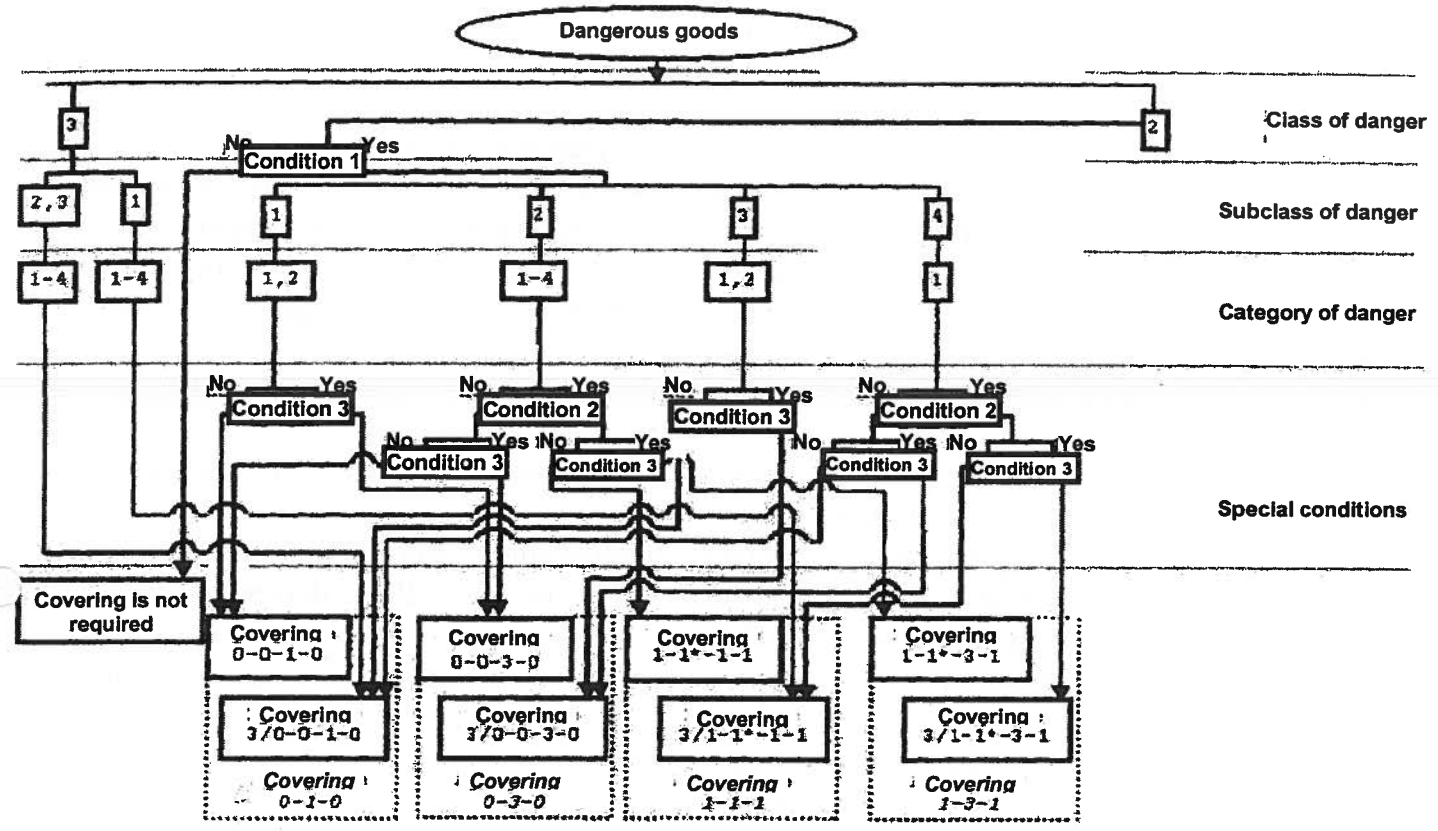 Dangerous goods
3
2
Class of danger
No
Yes
Condition 1
2,3
1
1
2
3
4
Subclass of danger
1-4
1-4
1,2
1-4
1,2
1
Category of danger
No
Yes
No
Yes
No
Yes
No
Yes
Condition 3
Condition 2
Condition 3
Condition 2
No
Yes
No
Yes
No
Yes
No
Yes
Condition 3
Condition 3
Condition 3
Condition 3
Special conditions
Covering is not
required
Covering
0-0-1-0
Covering
0-0-3-0
Covering
1-1*-1-1
Covering
1-1*-3-1
Covering
3/0-0-1-0
Covering
3/0-0-3-0
Covering
3/1-1*-1-1
Covering
3/1-1*-3-1
Covering
0-1-0
Covering
0-3-0
Covering
1-1-1
Covering
1-3-1